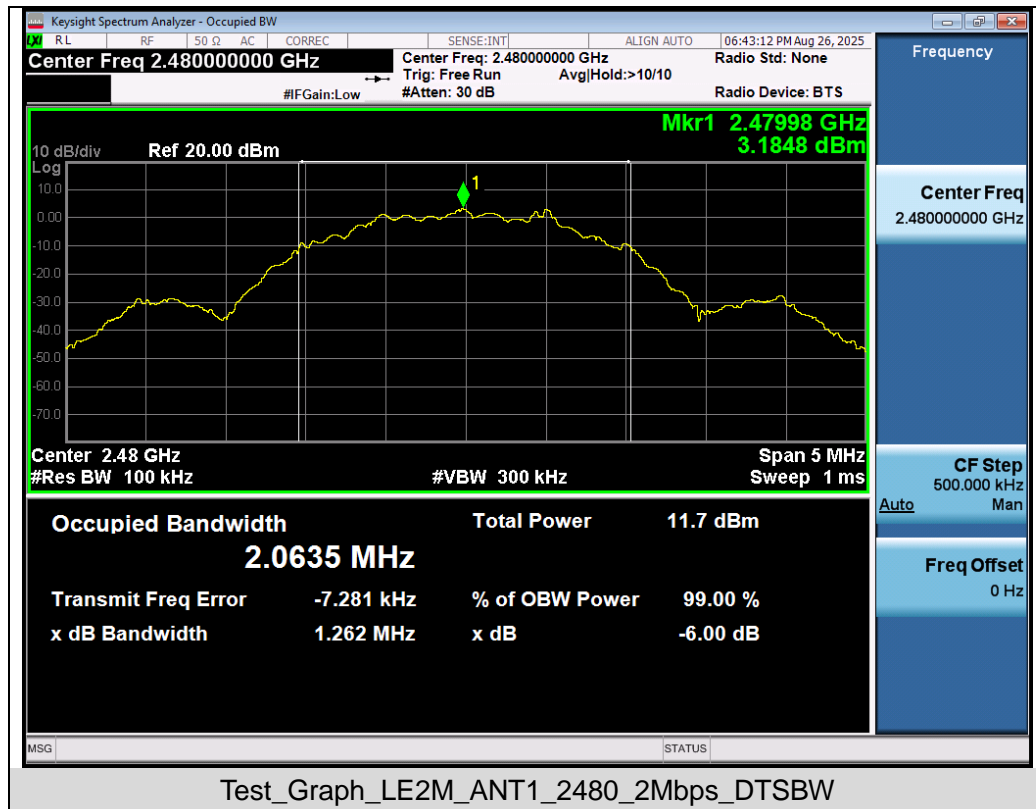 Keysight Spectrum Analyzer - Occupied BW
LXI RL RF 50 Ω AC CORREC SENSE:INT ALIGN AUTO 06:43:12 PM Aug 26, 2025
Center Freq 2.480000000 GHz
Center Freq: 2.480000000 GHz Radio Std: None
Trig: Free Run Avg|Hold:>10/10
#IFGain:Low #Atten: 30 dB Radio Device: BTS
Mkr1 2.47998 GHz
3.1848 dBm
10 dB/div Ref 20.00 dBm
Log
10.0
0.00
-10.0
-20.0
-30.0
-40.0
-50.0
-60.0
-70.0
1
Center 2.48 GHz Span 5 MHz
#Res BW 100 kHz #VBW 300 kHz Sweep 1 ms
Occupied Bandwidth Total Power 11.7 dBm
2.0635 MHz
Transmit Freq Error -7.281 kHz % of OBW Power 99.00 %
x dB Bandwidth 1.262 MHz x dB -6.00 dB
Frequency
Center Freq
2.480000000 GHz
CF Step
500.000 kHz
Auto Man
Freq Offset
0 Hz
MSG STATUS
Test_Graph_LE2M_ANT1_2480_2Mbps_DTSBW